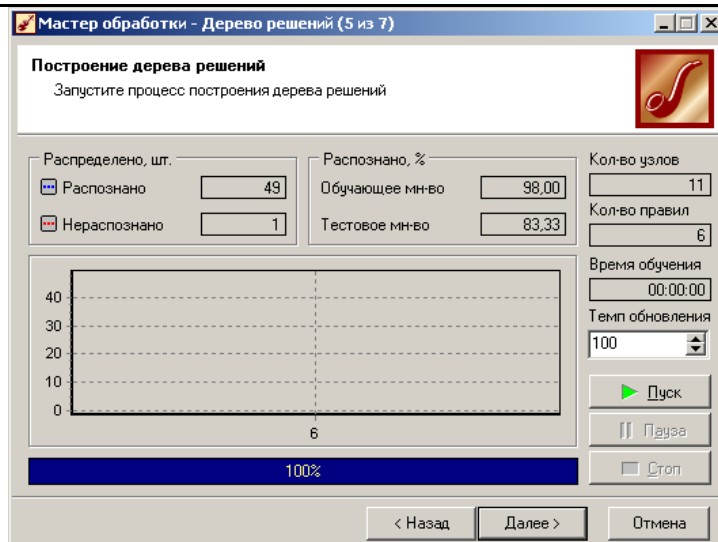 Мастер обработки - Дерево решений (5 из 7)
Построение дерева решений
Запустите процесс построения дерева решений
Распределено, шт.
Распознано 49
Нераспознано 1
Распознано, %
Обучающее мн-во 98,00
Тестовое мн-во 83,33
Кол-во узлов
11
Кол-во правил
6
Время обучения
00:00:00
Темп обновления
100
40
30
20
10
0
6
100%
Пуск
Пауза
Стоп
< Назад
Далее >
Отмена